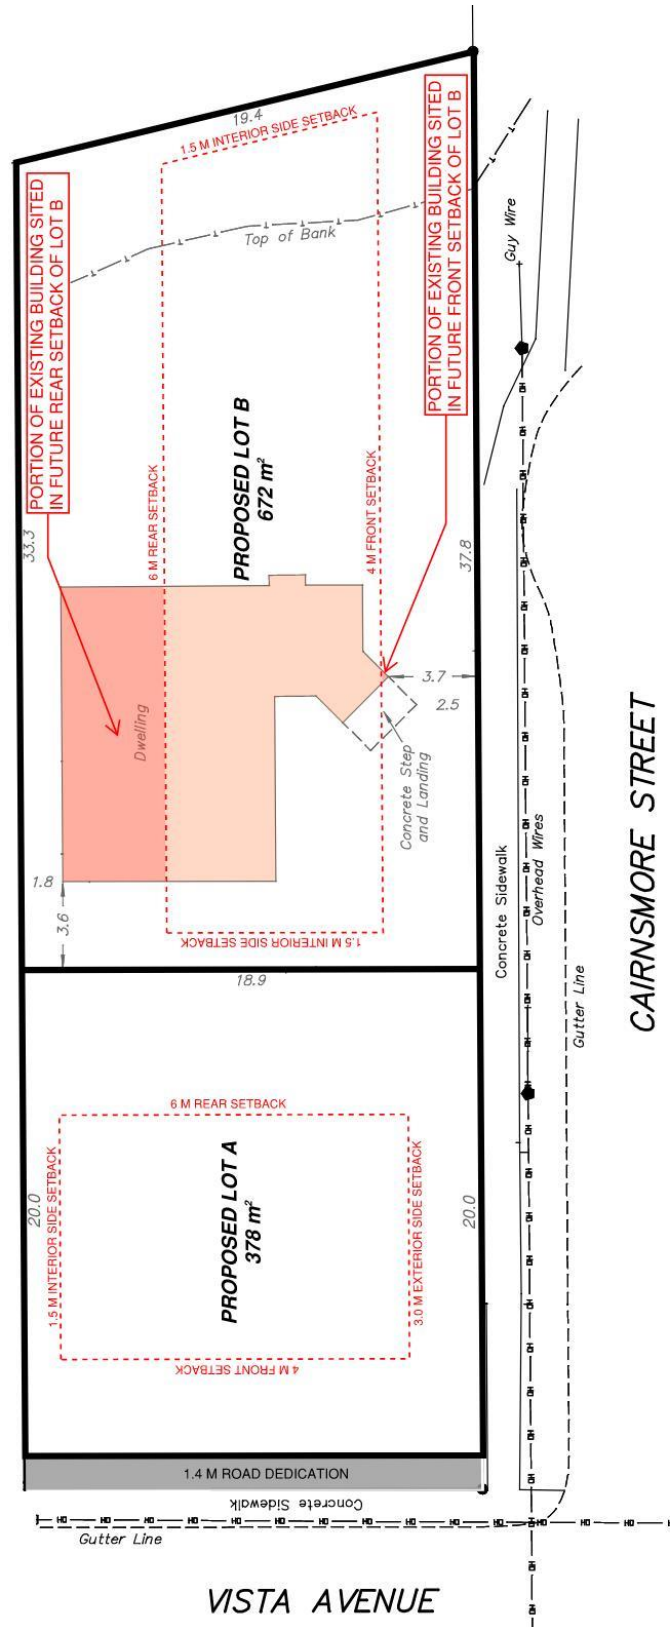 19.4
1.5 M INTERIOR SIDE SETBACK
PORTION OF EXISTING BUILDING SITED
IN FUTURE FRONT SETBACK OF LOT B
PORTION OF EXISTING BUILDING SITED
IN FUTURE REAR SETBACK OF LOT B
Top of Bank
Guy Wire
PROPOSED LOT B
672 m²
6 M REAR SETBACK
4 M FRONT SETBACK
33.3
37.8
Dwelling
3.7
2.5
Concrete Step
and Landing
1.8
3.6
1.5 M INTERIOR SIDE SETBACK
18.9
Concrete Sidewalk
Overhead Wires
Gutter Line
CAIRNSMORE STREET
6 M REAR SETBACK
20.0
1.5 M INTERIOR SIDE SETBACK
PROPOSED LOT A
378 m²
3.0 M EXTERIOR SIDE SETBACK
20.0
4 M FRONT SETBACK
1.4 M ROAD DEDICATION
Concrete Sidewalk
Gutter Line
VISTA AVENUE